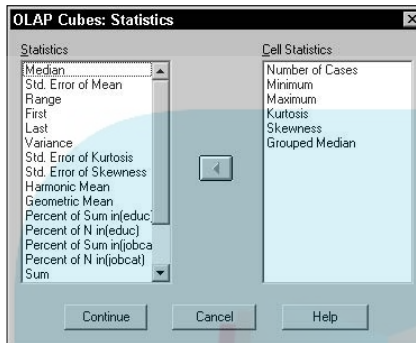 OLAP Cubes: Statistics
Statistics
Median
Std. Error of Mean
Range
First
Last
Variance
Std. Error of Kurtosis
Std. Error of Skewness
Harmonic Mean
Geometric Mean
Percent of Sum in(educ)
Percent of N in(educ)
Percent of Sum in(jobca
Percent of N in(jobcat)
Sum
Cell Statistics
Number of Cases
Minimum
Maximum
Kurtosis
Skewness
Grouped Median
Continue
Cancel
Help